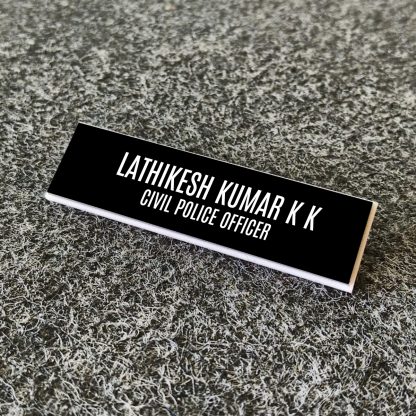 LATHIKESH KUMAR K K
CIVIL POLICE OFFICER